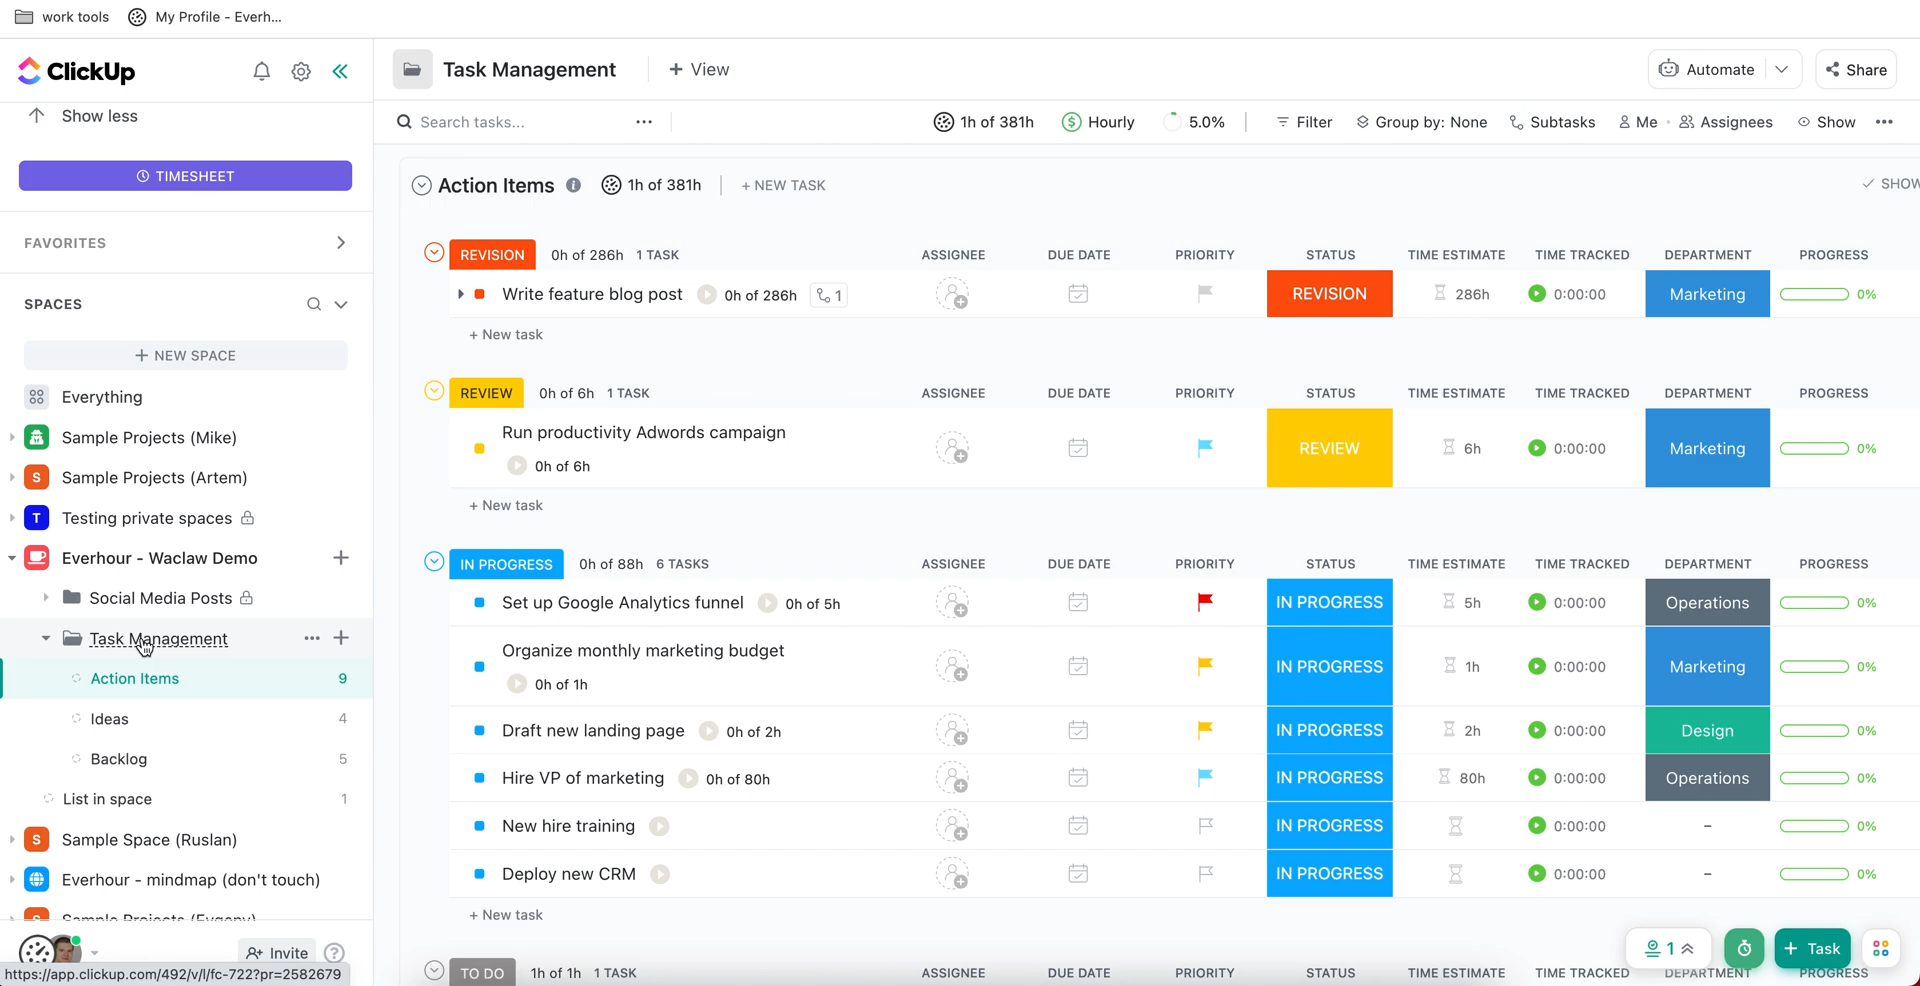 work tools My Profile - Everh...
ClickUp
Show less
TIMESHEET
FAVORITES
SPACES
+ NEW SPACE
Everything
Sample Projects (Mike)
S Sample Projects (Artem)
T Testing private spaces
Everhour - Waclaw Demo +
Social Media Posts
Task Management ... +
Action Items 9
Ideas 4
Backlog 5
List in space 1
S Sample Space (Ruslan)
Everhour - mindmap (don't touch)
S Sample Projects (Evgeny)
Invite ?
https://app.clickup.com/492/v/l/fc-722?pr=2582679
Task Management + View Automate Share
Search tasks... ... 1h of 381h $ Hourly 5.0% Filter Group by: None Subtasks Me Assignees Show ...
Action Items i 1h of 381h + NEW TASK SHOW
REVISION 0h of 286h 1 TASK ASSIGNEE DUE DATE PRIORITY STATUS TIME ESTIMATE TIME TRACKED DEPARTMENT PROGRESS
Write feature blog post 0h of 286h 1 REVISION 286h 0:00:00 Marketing 0%
+ New task
REVIEW 0h of 6h 1 TASK ASSIGNEE DUE DATE PRIORITY STATUS TIME ESTIMATE TIME TRACKED DEPARTMENT PROGRESS
Run productivity Adwords campaign
0h of 6h REVIEW 6h 0:00:00 Marketing 0%
+ New task
IN PROGRESS 0h of 88h 6 TASKS ASSIGNEE DUE DATE PRIORITY STATUS TIME ESTIMATE TIME TRACKED DEPARTMENT PROGRESS
Set up Google Analytics funnel 0h of 5h IN PROGRESS 5h 0:00:00 Operations 0%
Organize monthly marketing budget
0h of 1h IN PROGRESS 1h 0:00:00 Marketing 0%
Draft new landing page 0h of 2h IN PROGRESS 2h 0:00:00 Design 0%
Hire VP of marketing 0h of 80h IN PROGRESS 80h 0:00:00 Operations 0%
New hire training IN PROGRESS 0:00:00 – 0%
Deploy new CRM IN PROGRESS 0:00:00 – 0%
+ New task
1 + Task
TO DO 1h of 1h 1 TASK ASSIGNEE DUE DATE PRIORITY STATUS TIME ESTIMATE TIME TRACKED DEPARTMENT PROGRESS